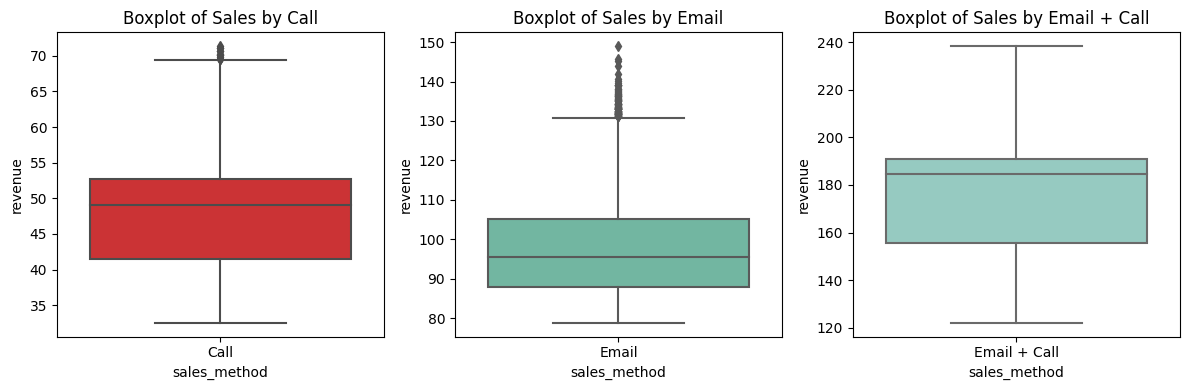 Boxplot of Sales by Call
70
65
60
55
50
45
40
35
revenue
Call
sales_method
Boxplot of Sales by Email
150
140
130
120
110
100
90
80
revenue
Email
sales_method
Boxplot of Sales by Email + Call
240
220
200
180
160
140
120
revenue
Email + Call
sales_method